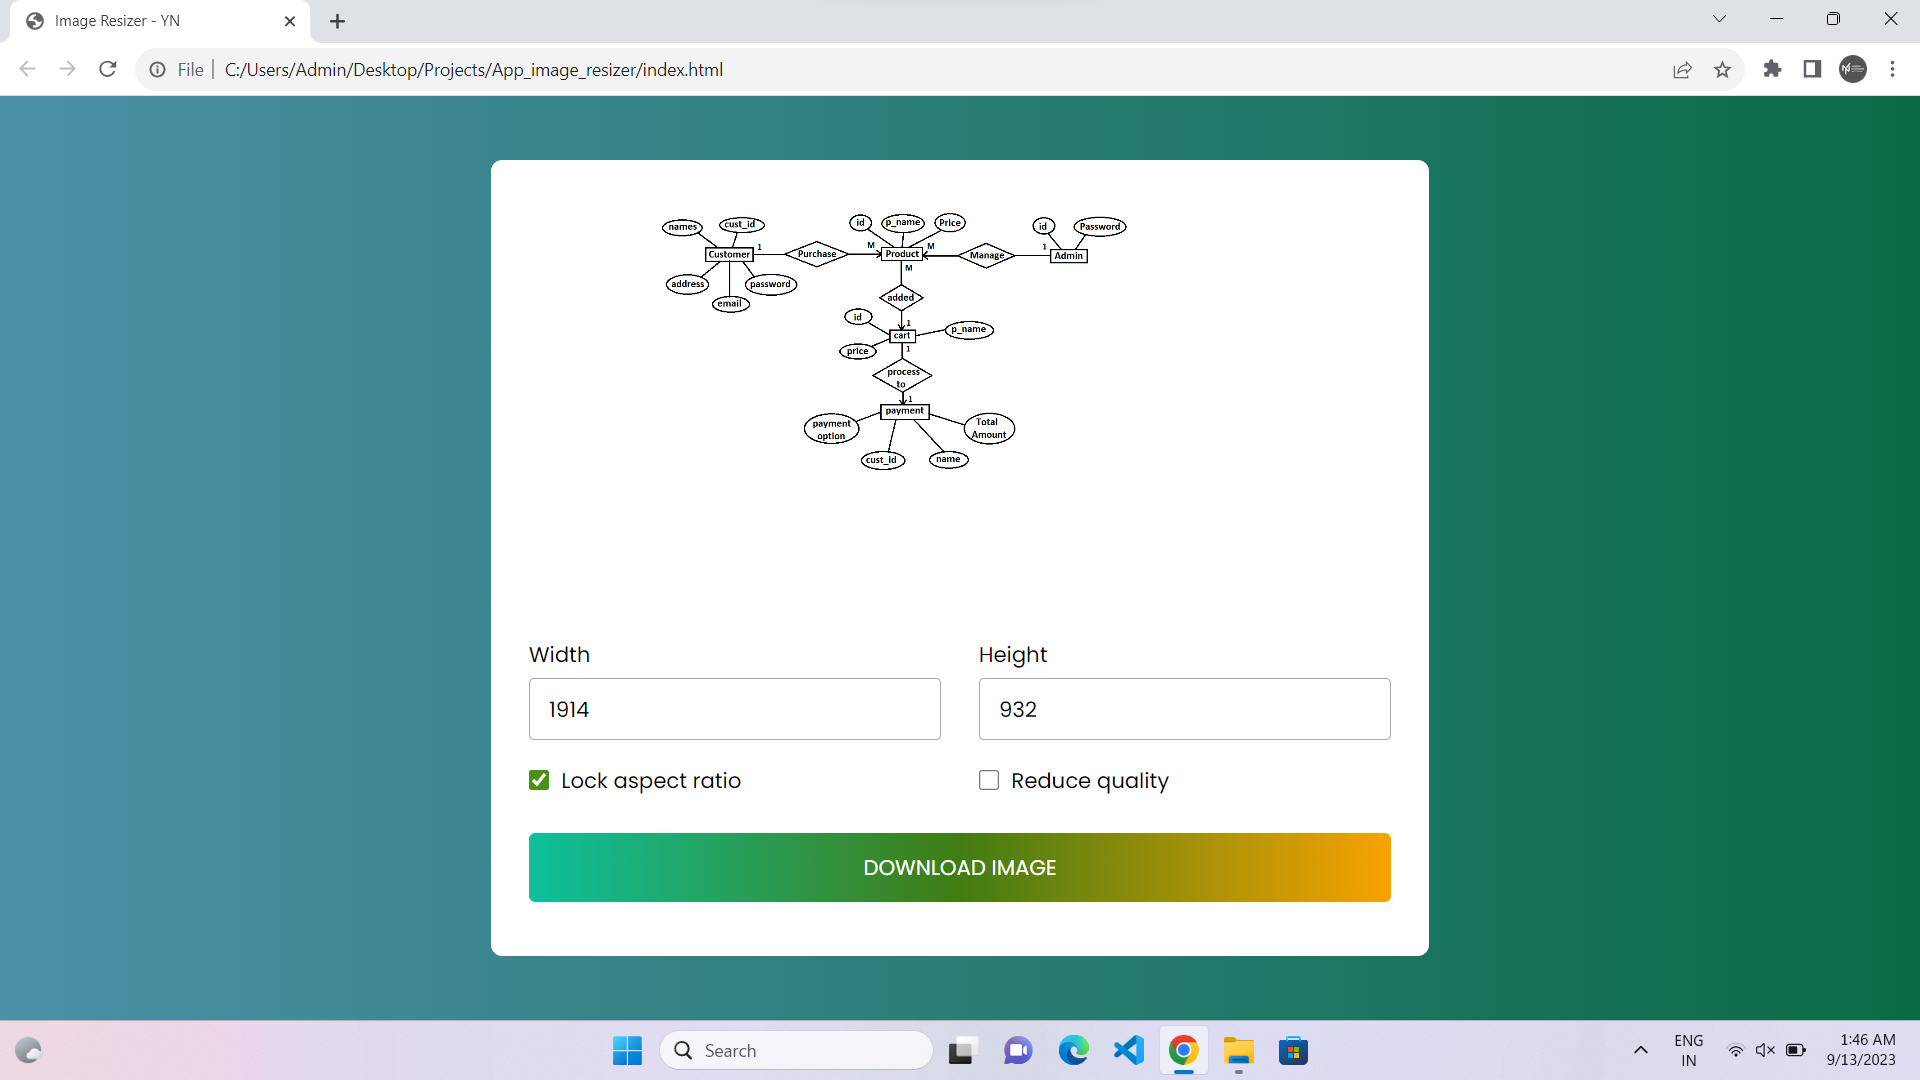 Image Resizer - YN
File
C:/Users/Admin/Desktop/Projects/App_image_resizer/index.html
names
cust_id
id
p_name
Price
id
Password
Customer
1
Purchase
M
Product
M
Manage
1
Admin
address
email
password
M
added
id
1
cart
p_name
price
1
process
to
1
payment
payment
option
Total
Amount
cust_id
name
Width
Height
1914
932
Lock aspect ratio
Reduce quality
DOWNLOAD IMAGE
Search
ENG
IN
1:46 AM
9/13/2023